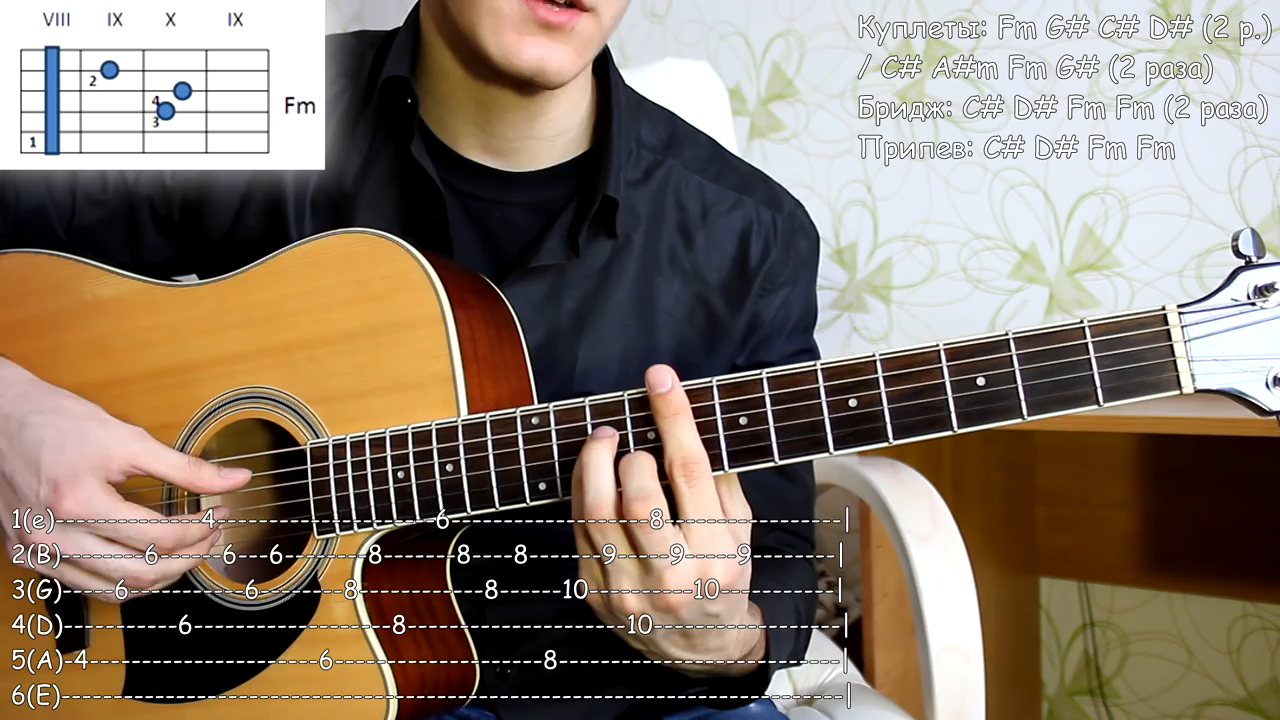 VIII IX X IX
2
4
3
1
Fm
Куплеты: Fm G# C# D# (2 р.)
/ C# A#m Fm G# (2 раза)
Бридж: C# D# Fm Fm (2 раза)
Припев: C# D# Fm Fm
1(e)-------------4--------------------6------------------8----------------|
2(B)--------6------6----6--------8-------8-----8-------9-----9-----9--------|
3(G)-----6-----------6--------8-----------8------10---------10------------|
4(D)-----------6------------------8---------------------10------------------|
5(A)-4---------------------6--------------------8-------------------------|
6(E)----------------------------------------------------------------------|